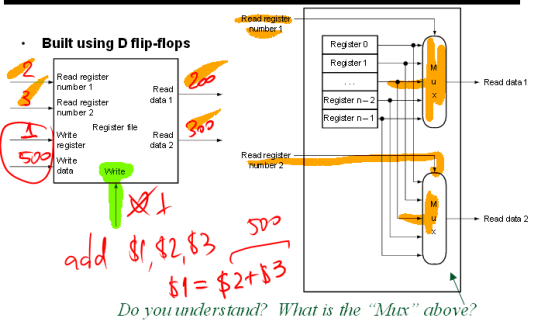 • Built using D flip-flops
2
Read register
number 1
3
Read register
number 2
1
Write
register
500
Write
data
Register file
Read
data 1
200
Read
data 2
300
Write
1
add $1,$2,$3
500
$1 = $2+$3
Read register
number 1
Register 0
Register 1
...
Register n – 2
Register n – 1
M
u
x
Read data 1
Read register
number 2
M
u
x
Read data 2
Do you understand? What is the “Mux” above?